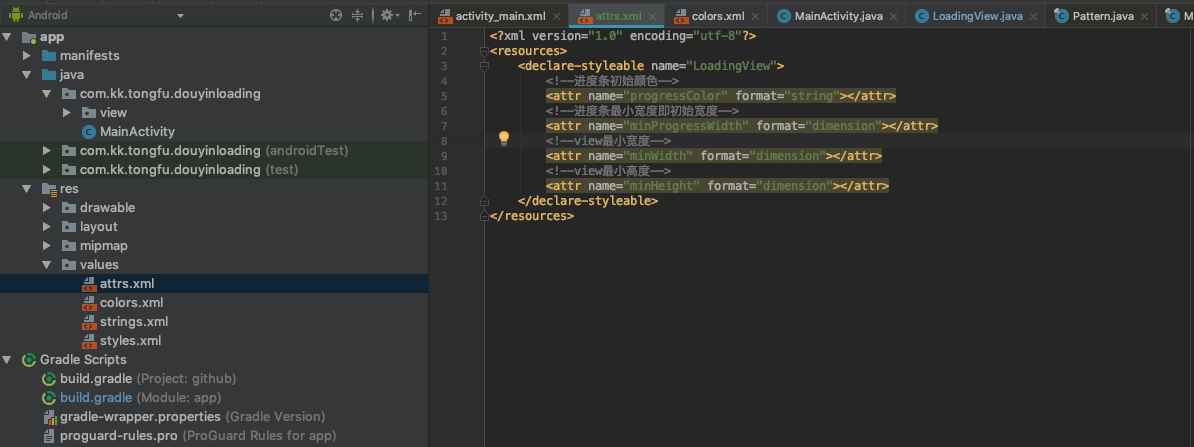 Android
app
manifests
java
com.kk.tongfu.douyinloading
view
MainActivity
com.kk.tongfu.douyinloading (androidTest)
com.kk.tongfu.douyinloading (test)
res
drawable
layout
mipmap
values
attrs.xml
colors.xml
strings.xml
styles.xml
Gradle Scripts
build.gradle (Project: github)
build.gradle (Module: app)
gradle-wrapper.properties (Gradle Version)
proguard-rules.pro (ProGuard Rules for app)
activity_main.xml attrs.xml colors.xml MainActivity.java LoadingView.java Pattern.java M
1 <?xml version="1.0" encoding="utf-8"?>
2 <resources>
3 <declare-styleable name="LoadingView">
4 <!--进度条初始颜色-->
5 <attr name="progressColor" format="string"></attr>
6 <!--进度条最小宽度即初始宽度-->
7 <attr name="minProgressWidth" format="dimension"></attr>
8 <!--view最小宽度-->
9 <attr name="minWidth" format="dimension"></attr>
10 <!--view最小高度-->
11 <attr name="minHeight" format="dimension"></attr>
12 </declare-styleable>
13 </resources>